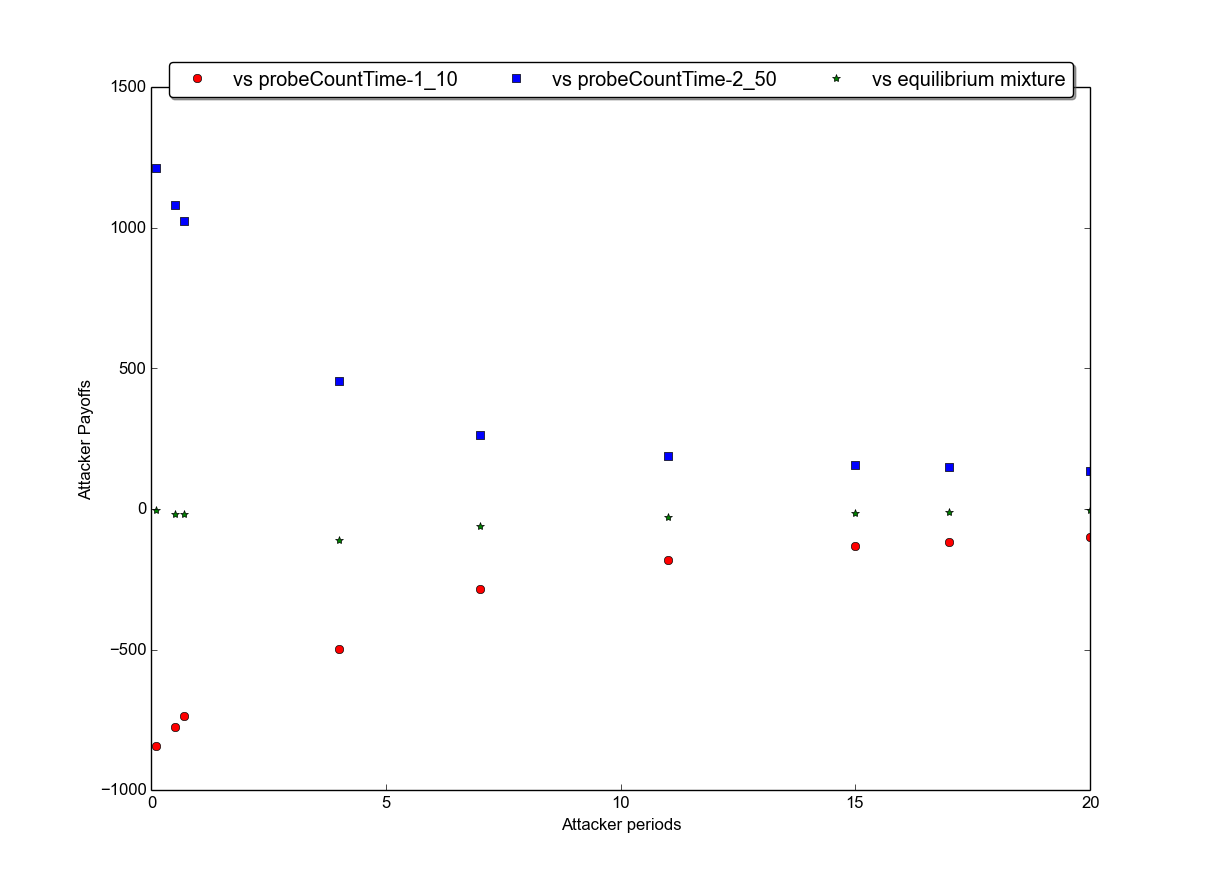 vs probeCountTime-1_10 vs probeCountTime-2_50 vs equilibrium mixture
1500
1000
500
0
−500
−1000
Attacker Payoffs
0 5 10 15 20
Attacker periods